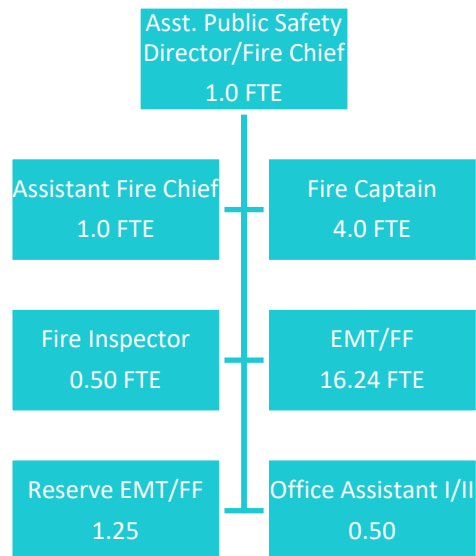 Asst. Public Safety
Director/Fire Chief
1.0 FTE
Assistant Fire Chief
1.0 FTE
Fire Captain
4.0 FTE
Fire Inspector
0.50 FTE
EMT/FF
16.24 FTE
Reserve EMT/FF
1.25
Office Assistant I/II
0.50